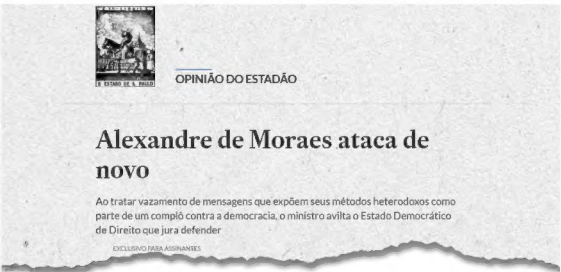 O ESTADO DE S. PAULO
OPINIÃO DO ESTADÃO
Alexandre de Moraes ataca de
novo
Ao tratar vazamento de mensagens que expõem seus métodos heterodoxos como
parte de um complô contra a democracia, o ministro avilta o Estado Democrático
de Direito que jura defender
EXCLUSIVO PARA ASSINANTES